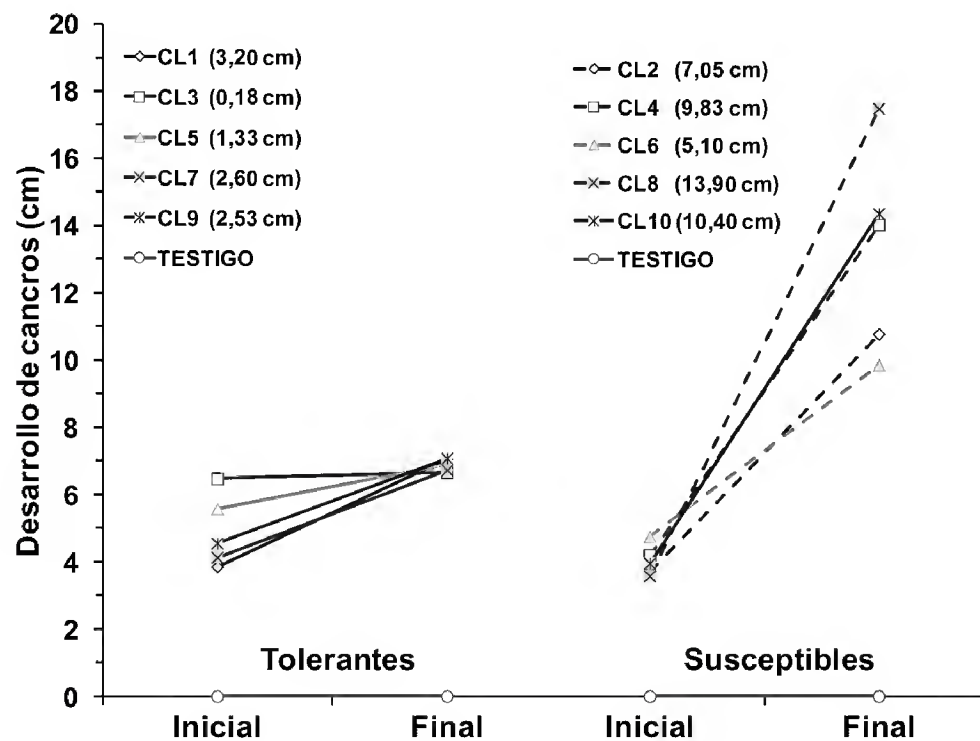 Desarrollo de cancros (cm)
20
18
16
14
12
10
8
6
4
2
0
CL1 (3,20 cm)
CL3 (0,18 cm)
CL5 (1,33 cm)
CL7 (2,60 cm)
CL9 (2,53 cm)
TESTIGO
CL2 (7,05 cm)
CL4 (9,83 cm)
CL6 (5,10 cm)
CL8 (13,90 cm)
CL10 (10,40 cm)
TESTIGO
Tolerantes
Susceptibles
Inicial Final Inicial Final